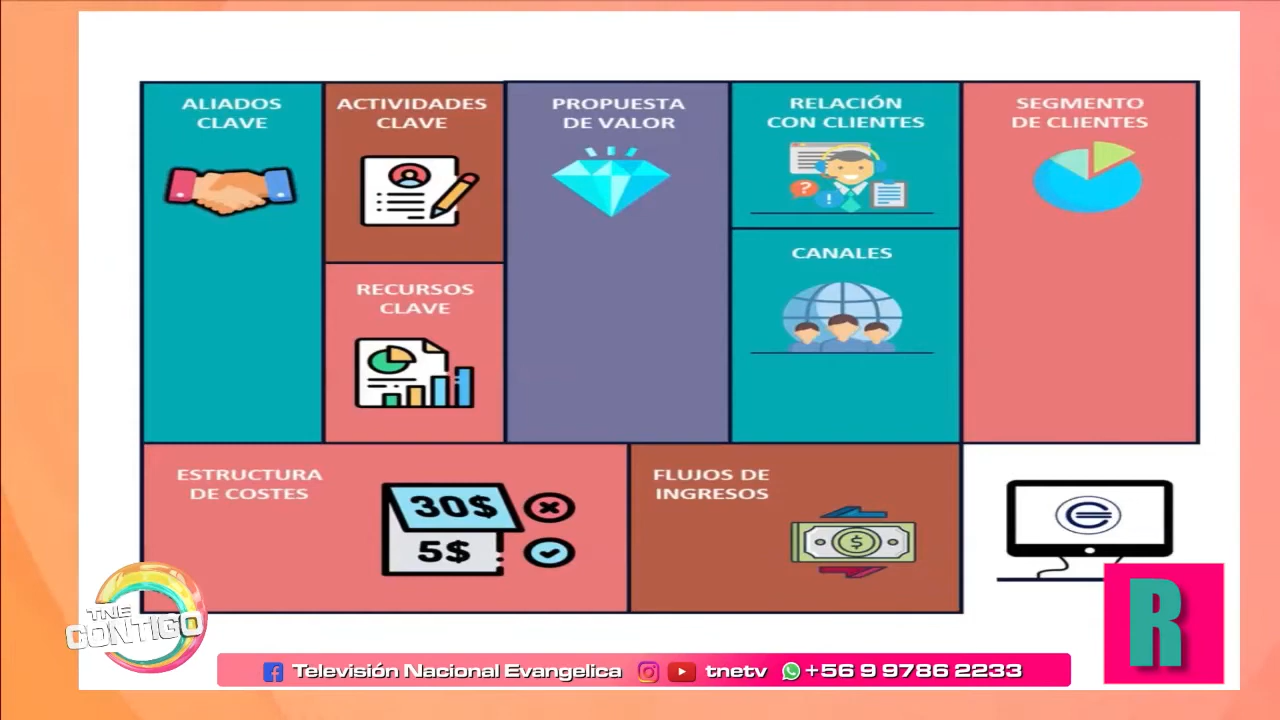 ALIADOS
CLAVE
ACTIVIDADES
CLAVE
PROPUESTA
DE VALOR
RELACIÓN
CON CLIENTES
SEGMENTO
DE CLIENTES
?
!
RECURSOS
CLAVE
CANALES
ESTRUCTURA
DE COSTES
30$
5$
FLUJOS DE
INGRESOS
$
TNE
CONTIGO
R
Televisión Nacional Evangelica tnetv +56 9 9786 2233